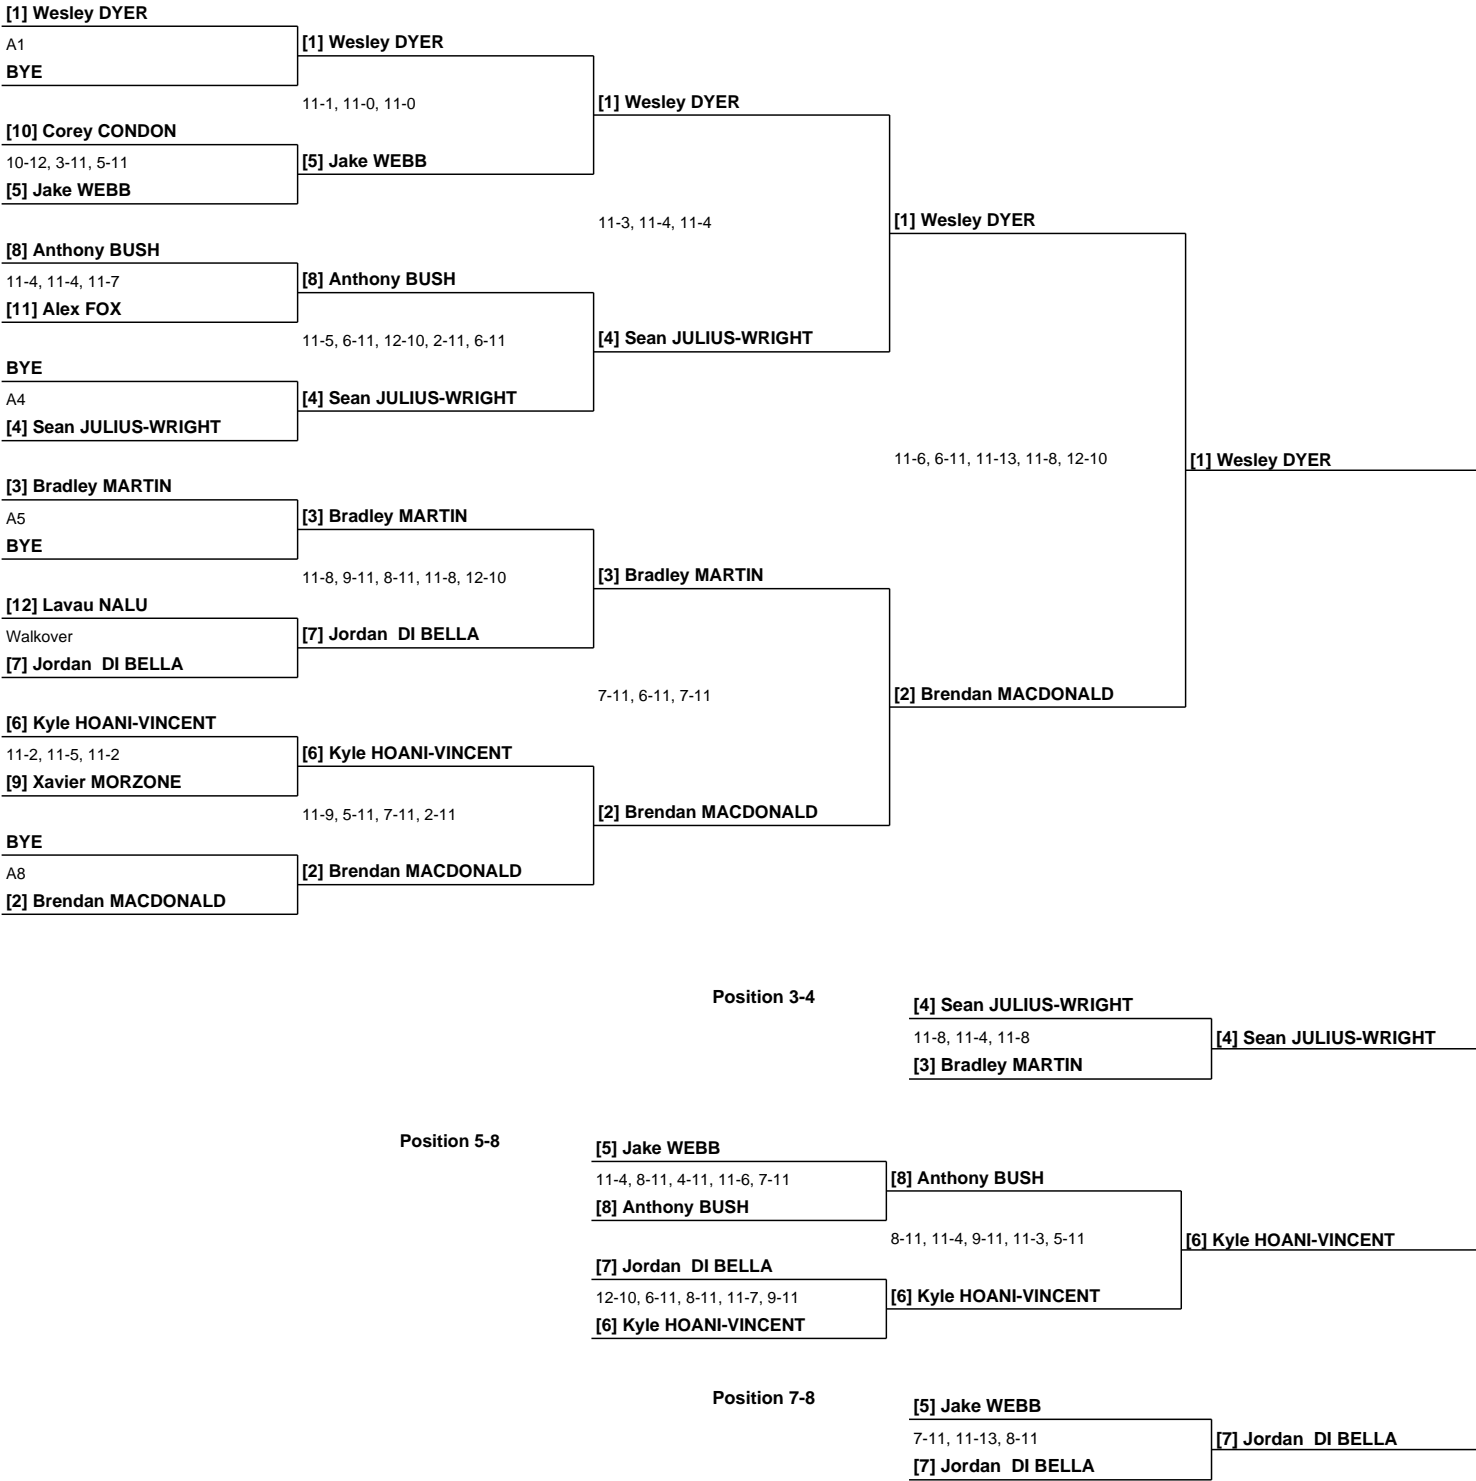 [1] Wesley DYER
A1
BYE
[10] Corey CONDON
10-12, 3-11, 5-11
[5] Jake WEBB
[8] Anthony BUSH
11-4, 11-4, 11-7
[11] Alex FOX
BYE
A4
[4] Sean JULIUS-WRIGHT
[3] Bradley MARTIN
A5
BYE
[12] Lavau NALU
Walkover
[7] Jordan  DI BELLA
[6] Kyle HOANI-VINCENT
11-2, 11-5, 11-2
[9] Xavier MORZONE
BYE
A8
[2] Brendan MACDONALD
[1] Wesley DYER
11-1, 11-0, 11-0
[5] Jake WEBB
[8] Anthony BUSH
11-5, 6-11, 12-10, 2-11, 6-11
[4] Sean JULIUS-WRIGHT
[3] Bradley MARTIN
11-8, 9-11, 8-11, 11-8, 12-10
[7] Jordan  DI BELLA
[6] Kyle HOANI-VINCENT
11-9, 5-11, 7-11, 2-11
[2] Brendan MACDONALD
[1] Wesley DYER
11-3, 11-4, 11-4
[4] Sean JULIUS-WRIGHT
[3] Bradley MARTIN
7-11, 6-11, 7-11
[2] Brendan MACDONALD
[1] Wesley DYER
11-6, 6-11, 11-13, 11-8, 12-10
[2] Brendan MACDONALD
[1] Wesley DYER
Position 3-4
[4] Sean JULIUS-WRIGHT
11-8, 11-4, 11-8
[3] Bradley MARTIN
[4] Sean JULIUS-WRIGHT
Position 5-8
[5] Jake WEBB
11-4, 8-11, 4-11, 11-6, 7-11
[8] Anthony BUSH
[7] Jordan  DI BELLA
12-10, 6-11, 8-11, 11-7, 9-11
[6] Kyle HOANI-VINCENT
[8] Anthony BUSH
8-11, 11-4, 9-11, 11-3, 5-11
[6] Kyle HOANI-VINCENT
[6] Kyle HOANI-VINCENT
Position 7-8
[5] Jake WEBB
7-11, 11-13, 8-11
[7] Jordan  DI BELLA
[7] Jordan  DI BELLA